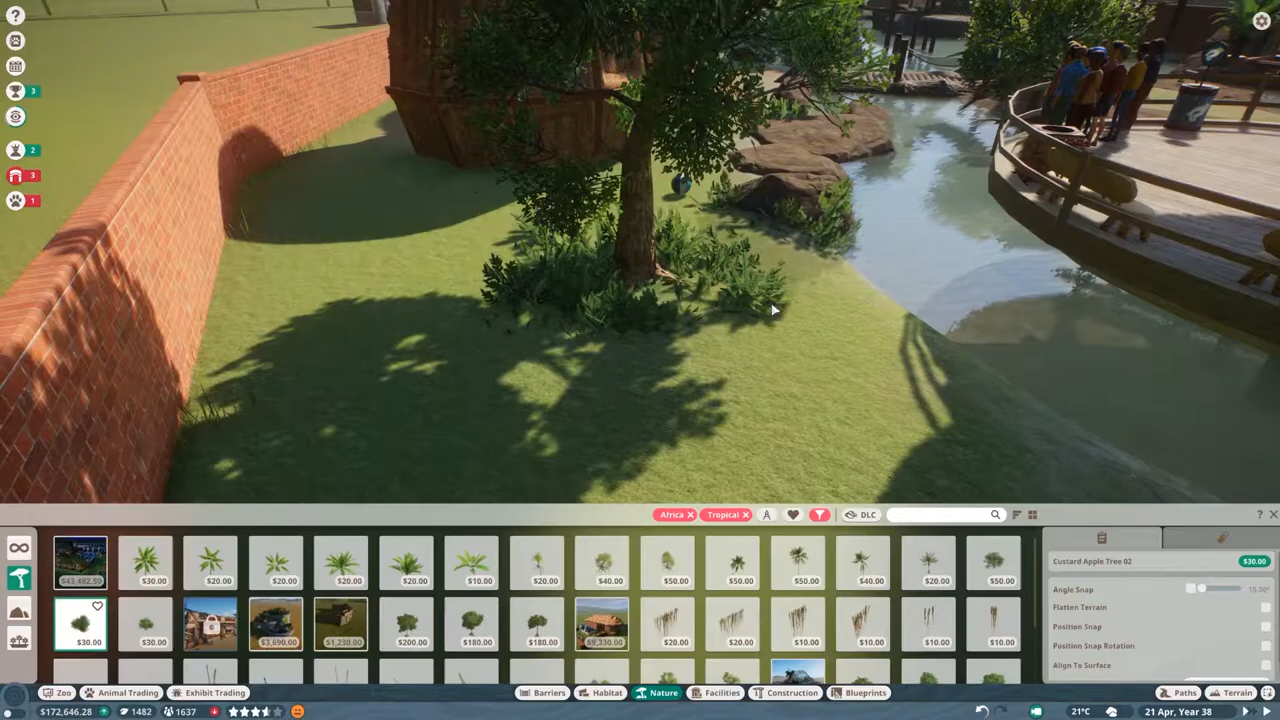 ?
3
2
3
1
Africa ✕ Tropical ✕ DLC ?
$43,482.50 $30.00 $20.00 $20.00 $20.00 $20.00 $10.00 $20.00 $40.00 $50.00 $50.00 $50.00 $40.00 $20.00 $50.00
$30.00 $30.00 $3,690.00 $1,230.00 $200.00 $180.00 $180.00 $9,330.00 $20.00 $20.00 $10.00 $10.00 $10.00 $10.00
Custard Apple Tree 02 $30.00
Angle Snap 15.00°
Flatten Terrain
Position Snap
Position Snap Rotation
Align To Surface
Zoo Animal Trading Exhibit Trading Barriers Habitat Nature Facilities Construction Blueprints Paths Terrain
$172,646.28 1482 1637 21°C 21 Apr, Year 38